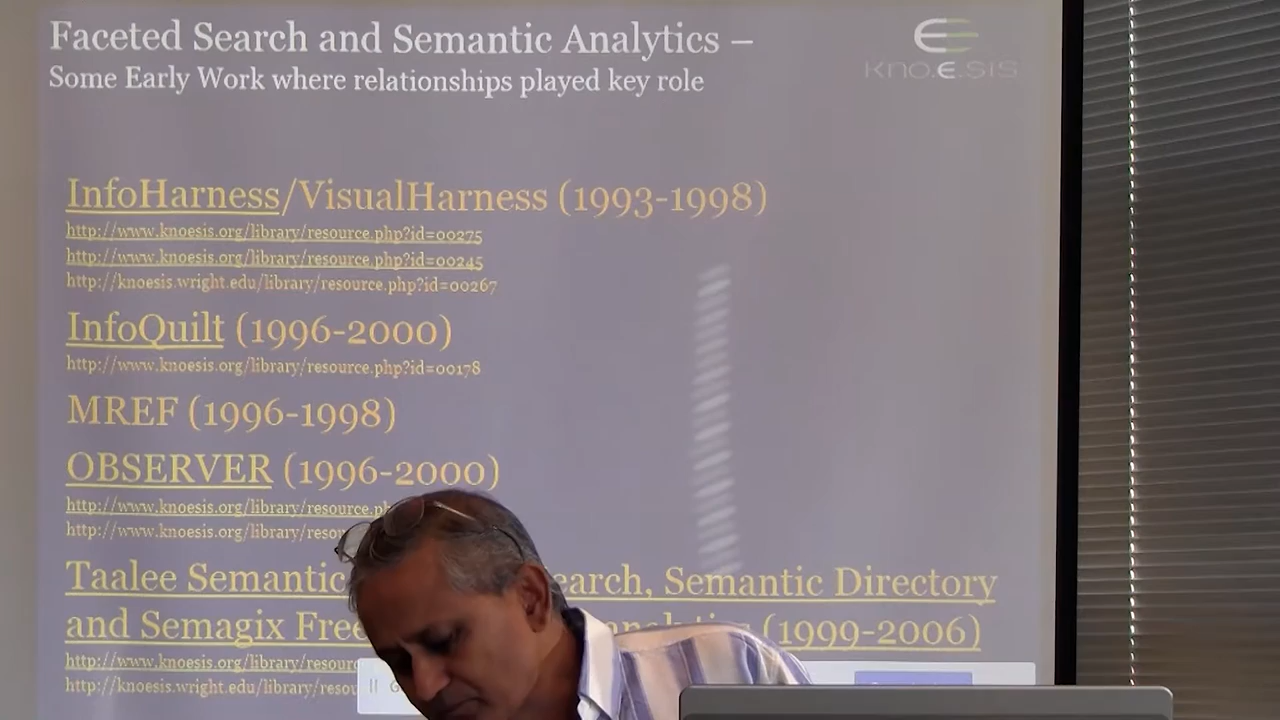 Faceted Search and Semantic Analytics –
Some Early Work where relationships played key role
kno.e.sis
InfoHarness/VisualHarness (1993-1998)
http://www.knoesis.org/library/resource.php?id=00275
http://www.knoesis.org/library/resource.php?id=00245
http://knoesis.wright.edu/library/resource.php?id=00267
InfoQuilt (1996-2000)
http://www.knoesis.org/library/resource.php?id=00178
MREF (1996-1998)
OBSERVER (1996-2000)
http://www.knoesis.org/library/resource.ph
http://www.knoesis.org/library/resou
Taalee Semantic earch, Semantic Directory
and Semagix Free (1999-2006)
http://www.knoesis.org/library/resourc
http://knoesis.wright.edu/library/resou